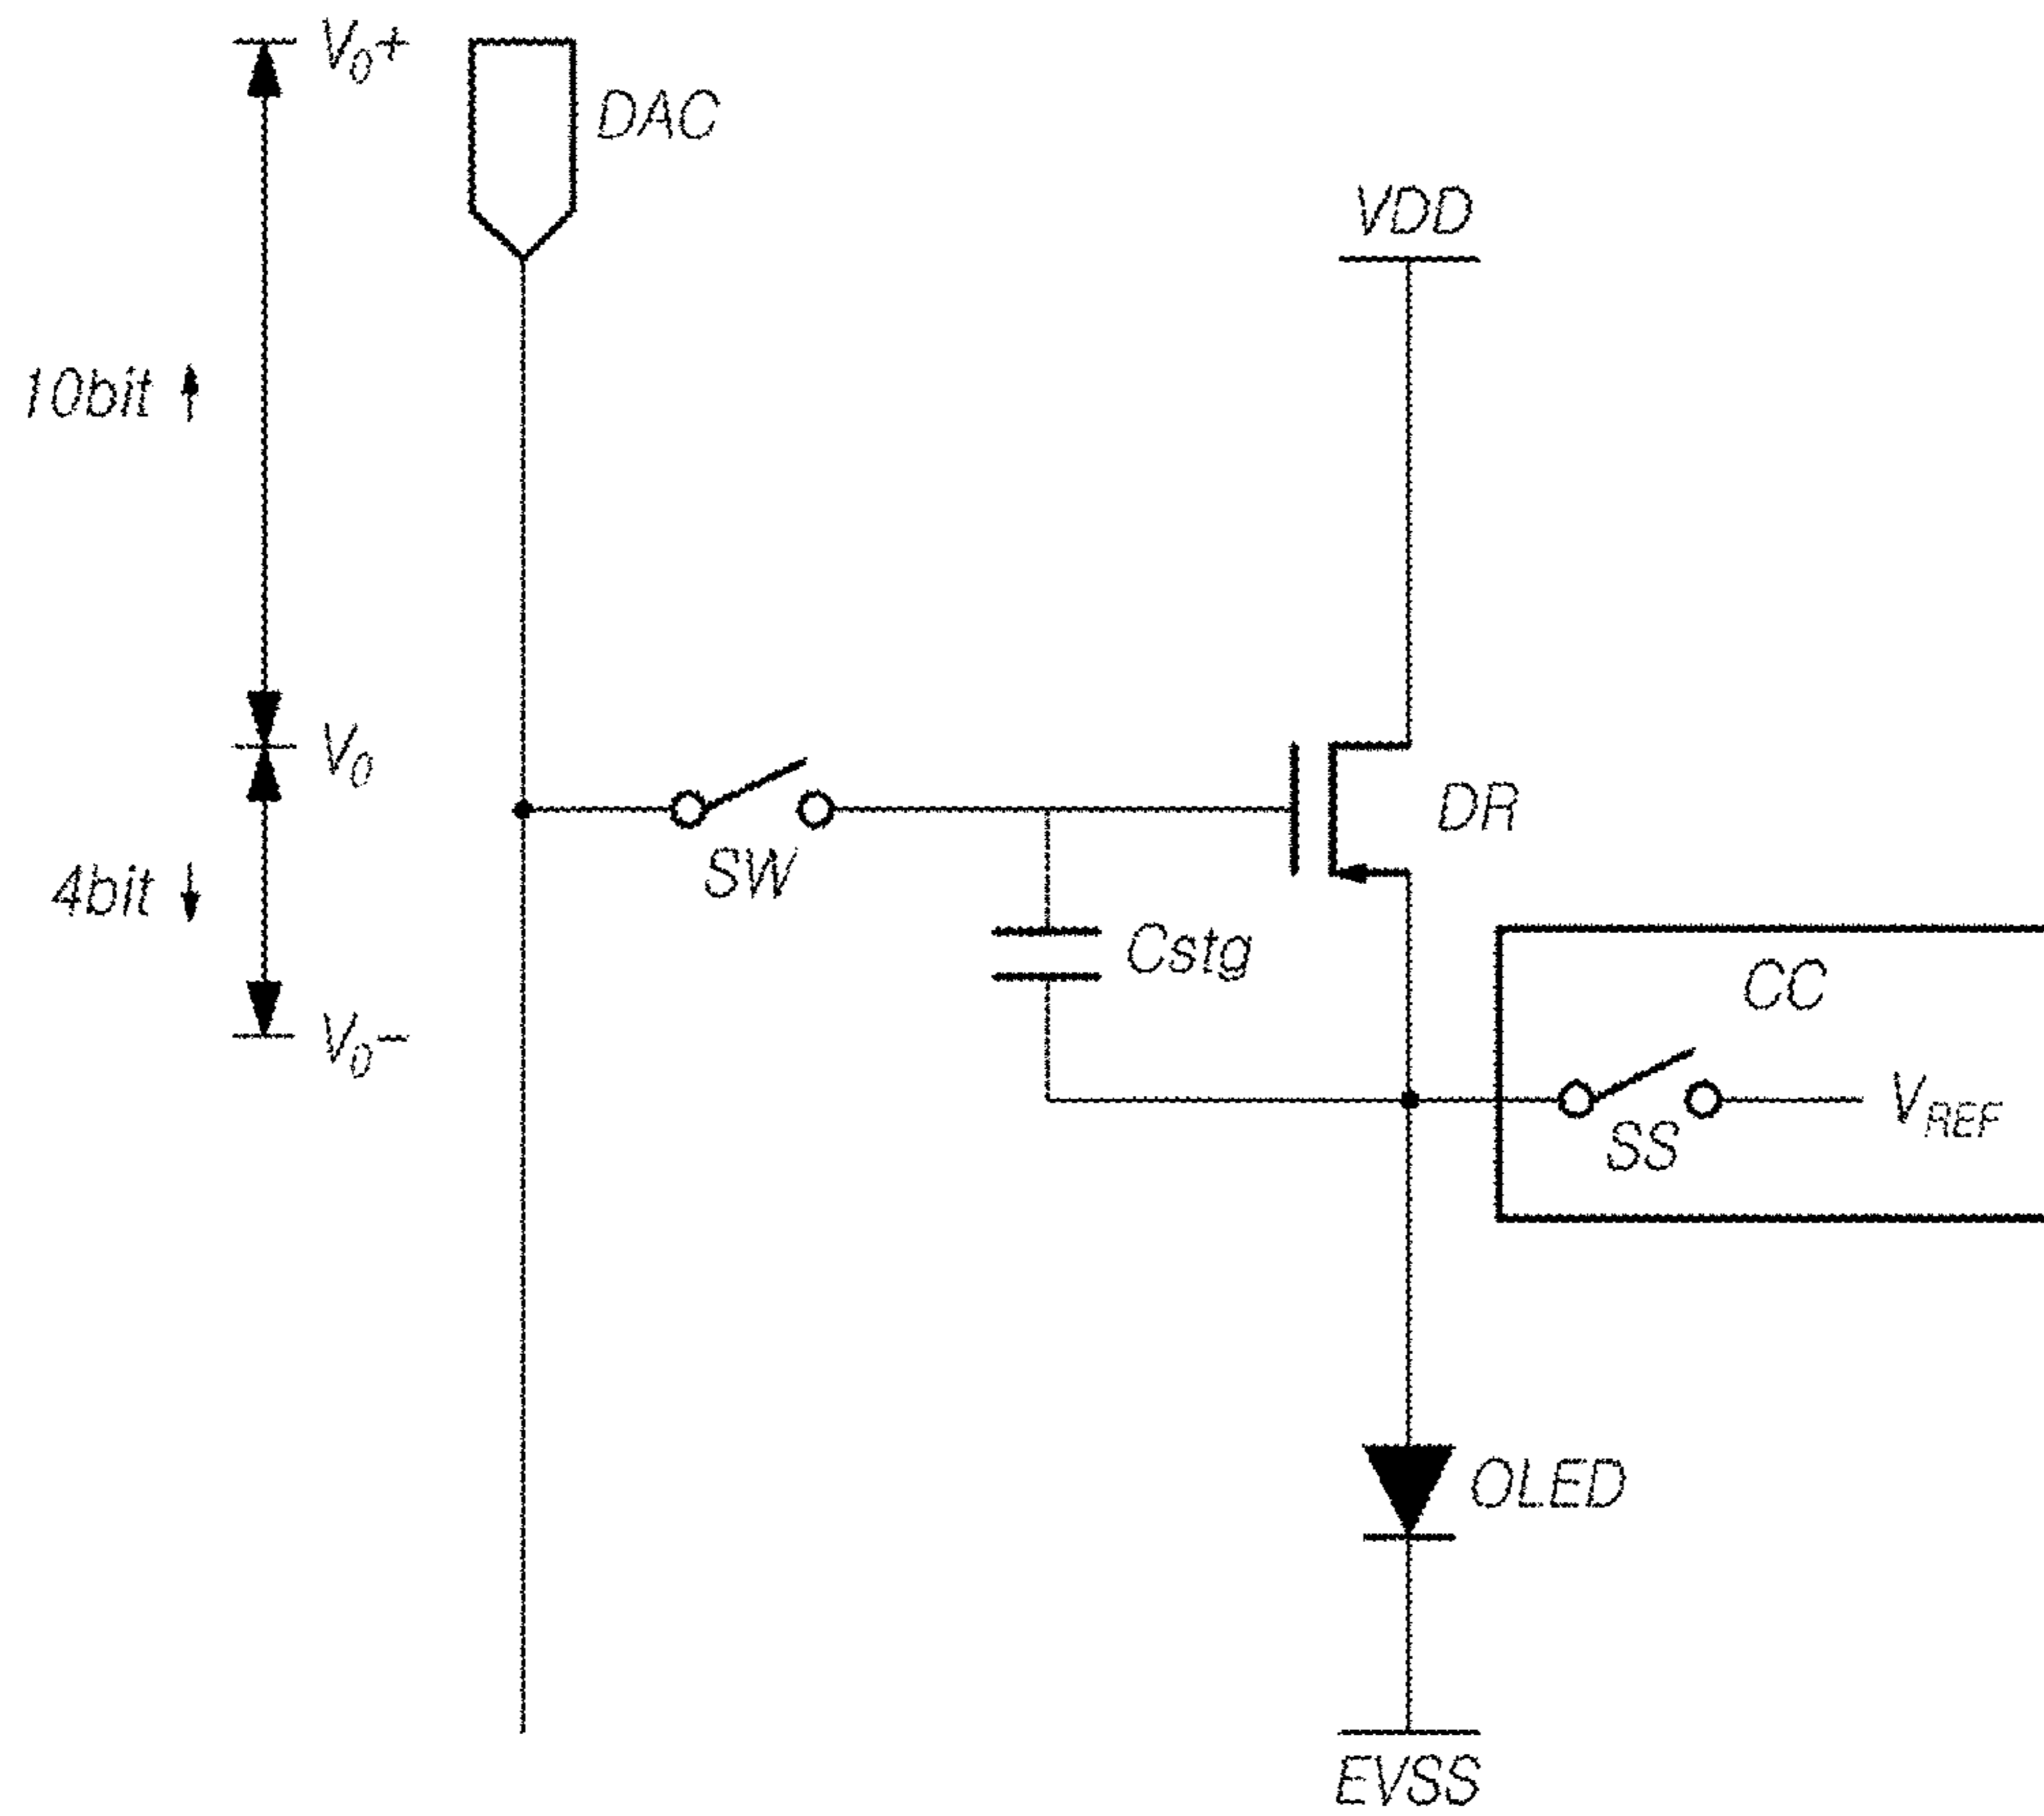 V0+
DAC
VDD
10bit
V0
DR
4bit
SW
Cstg
CC
V0−
VREF
SS
OLED
EVSS